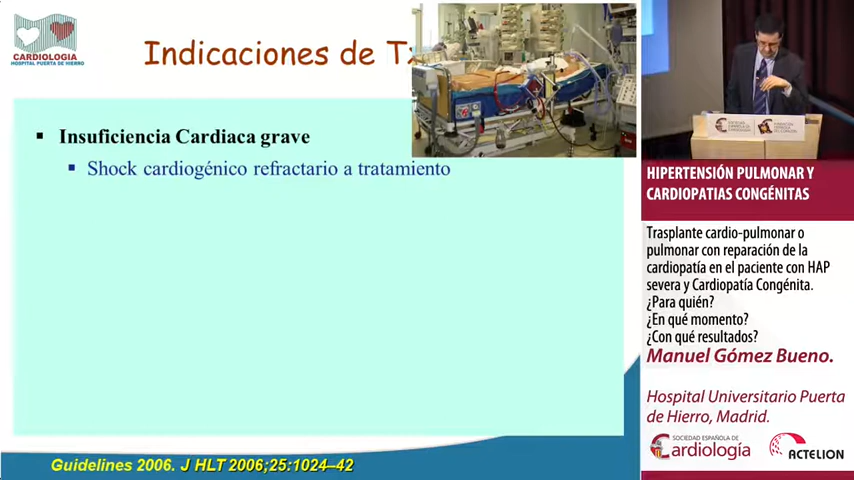 CARDIOLOGIA
HOSPITAL PUERTA DE HIERRO
Indicaciones de Tx
Insuficiencia Cardiaca grave
Shock cardiogénico refractario a tratamiento
Guidelines 2006. J HLT 2006;25:1024–42
HIPERTENSIÓN PULMONAR Y
CARDIOPATIAS CONGÉNITAS
Trasplante cardio-pulmonar o
pulmonar con reparación de la
cardiopatía en el paciente con HAP
severa y Cardiopatía Congénita.
¿Para quién?
¿En qué momento?
¿Con qué resultados?
Manuel Gómez Bueno.
Hospital Universitario Puerta
de Hierro, Madrid.
SOCIEDAD ESPAÑOLA DE
Cardiología
ACTELION